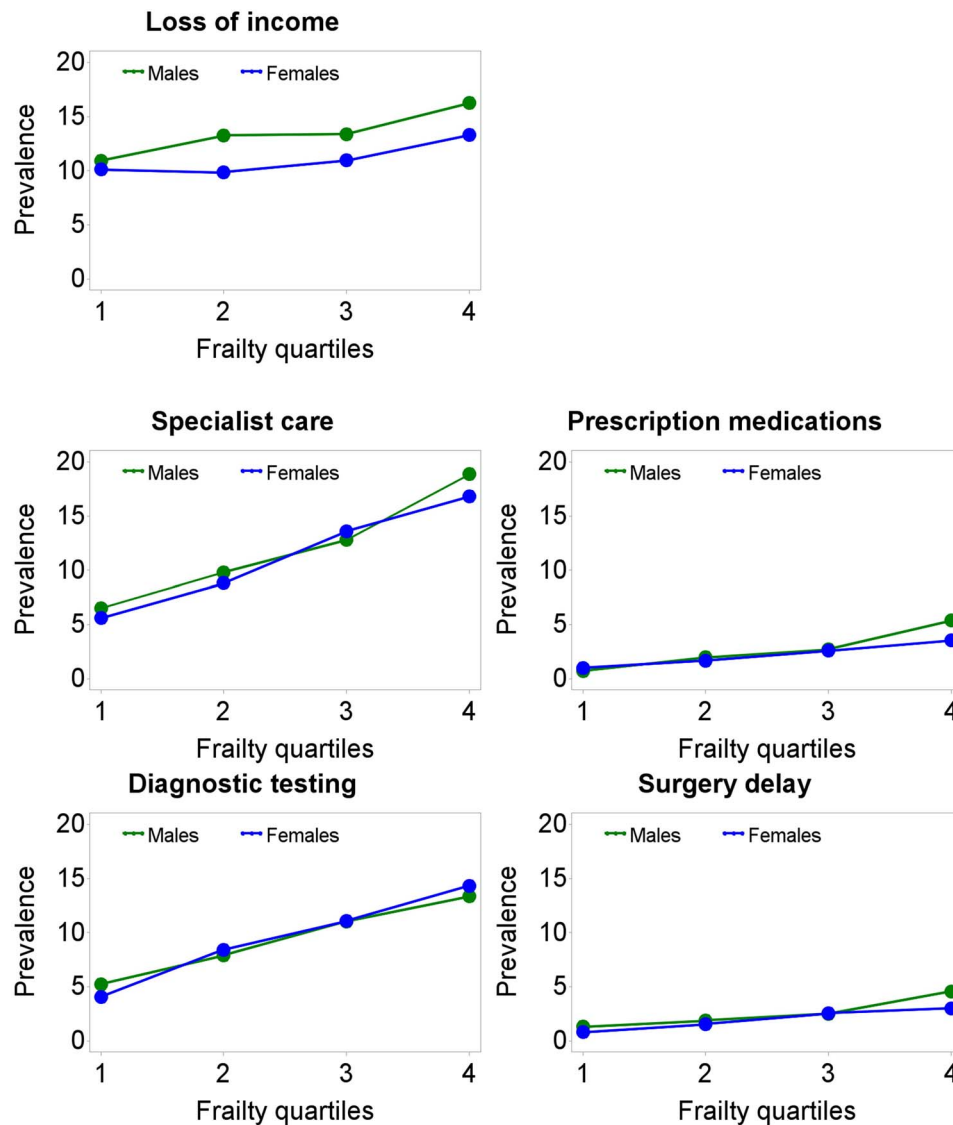 Loss of income
Males Females
20
15
10
5
0
Prevalence
1 2 3 4
Frailty quartiles
Specialist care
Males Females
20
15
10
5
0
Prevalence
1 2 3 4
Frailty quartiles
Prescription medications
Males Females
20
15
10
5
0
Prevalence
1 2 3 4
Frailty quartiles
Diagnostic testing
Males Females
20
15
10
5
0
Prevalence
1 2 3 4
Frailty quartiles
Surgery delay
Males Females
20
15
10
5
0
Prevalence
1 2 3 4
Frailty quartiles